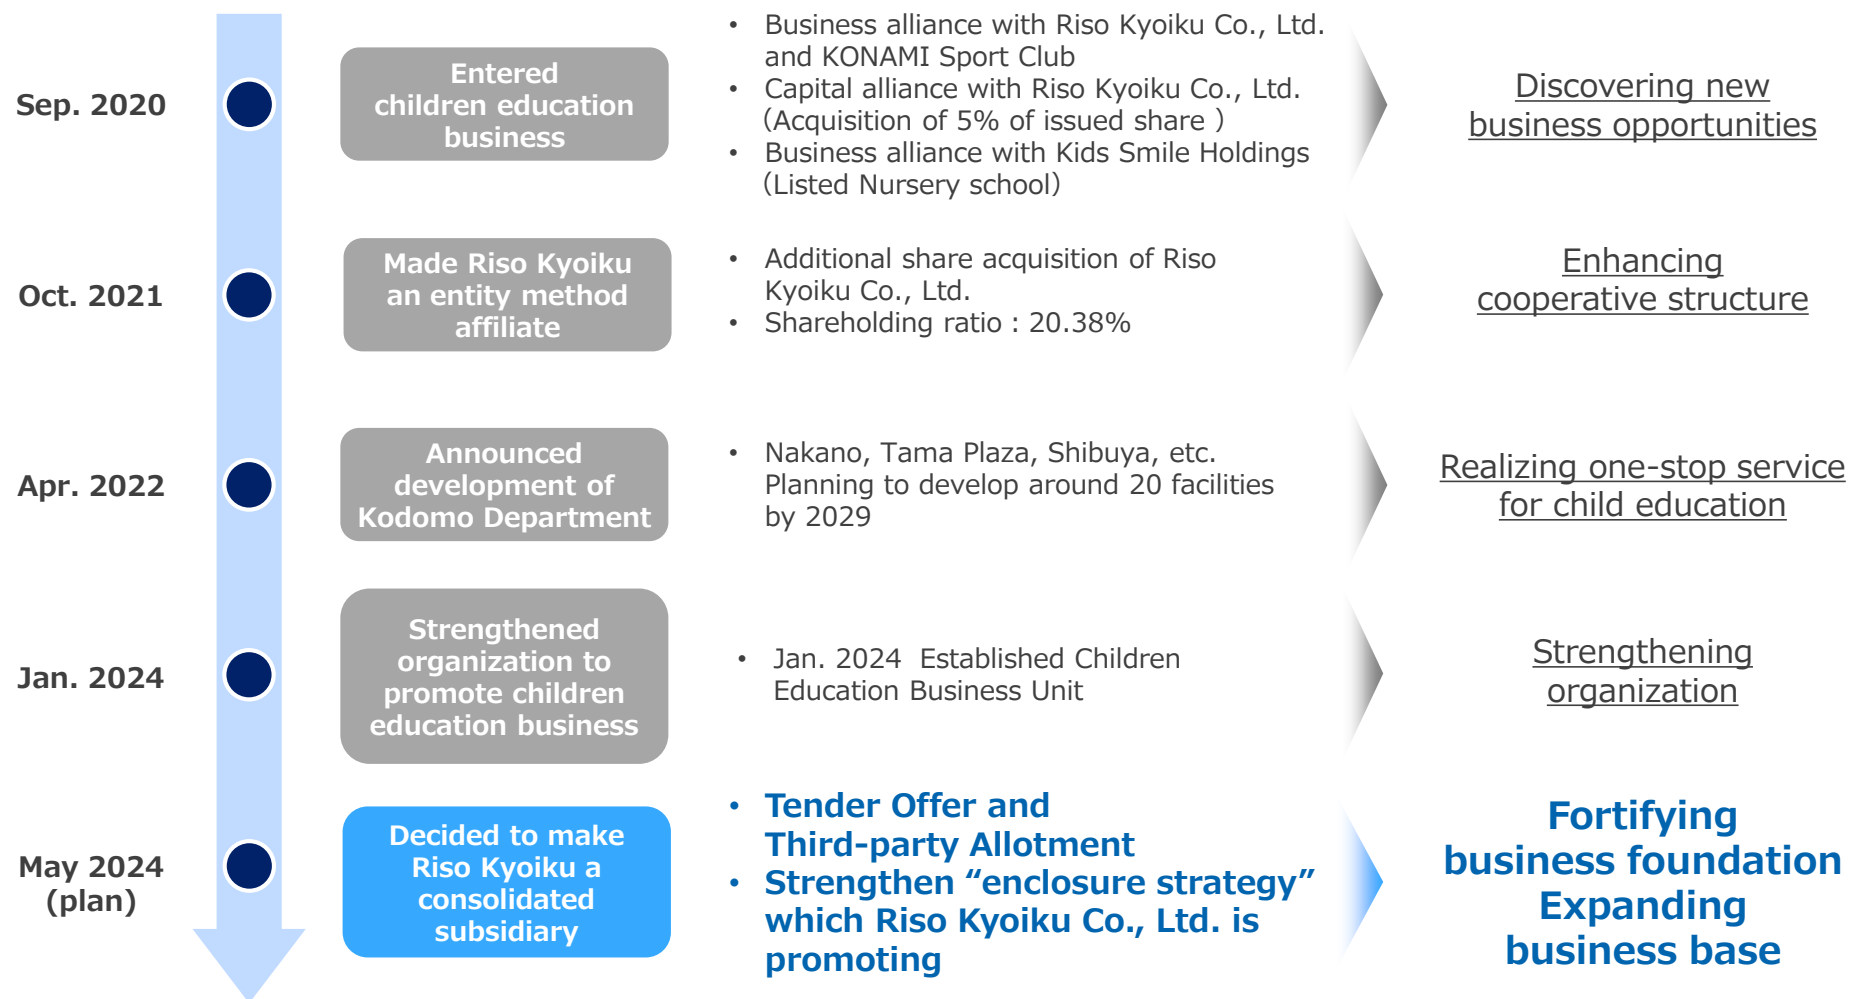 Sep. 2020
Entered
children education
business
• Business alliance with Riso Kyoiku Co., Ltd.
and KONAMI Sport Club
• Capital alliance with Riso Kyoiku Co., Ltd.
(Acquisition of 5% of issued share )
• Business alliance with Kids Smile Holdings
(Listed Nursery school)
Discovering new
business opportunities
Oct. 2021
Made Riso Kyoiku
an entity method
affiliate
• Additional share acquisition of Riso
Kyoiku Co., Ltd.
• Shareholding ratio : 20.38%
Enhancing
cooperative structure
Apr. 2022
Announced
development of
Kodomo Department
• Nakano, Tama Plaza, Shibuya, etc.
Planning to develop around 20 facilities
by 2029
Realizing one-stop service
for child education
Jan. 2024
Strengthened
organization to
promote children
education business
• Jan. 2024 Established Children
Education Business Unit
Strengthening
organization
May 2024
(plan)
Decided to make
Riso Kyoiku a
consolidated
subsidiary
• Tender Offer and
Third-party Allotment
• Strengthen “enclosure strategy”
which Riso Kyoiku Co., Ltd. is
promoting
Fortifying
business foundation
Expanding
business base